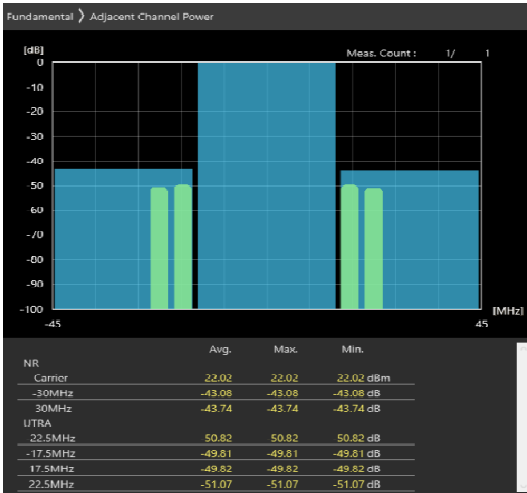 Fundamental ❯ Adjacent Channel Power
[dB]
Meas. Count : 1/ 1
0
-10
-20
-30
-40
-50
-60
-70
-80
-90
-100
[MHz]
-45 45
Avg. Max. Min.
NR
Carrier 22.02 22.02 22.02 dBm
-30MHz -43.08 -43.08 -43.08 dB
30MHz -43.74 -43.74 -43.74 dB
UTRA
22.5MHz 50.82 50.82 -50.82 dB
-17.5MHz -49.81 -49.81 -49.81 dB
17.5MHz -49.82 -49.82 -49.82 dB
22.5MHz -51.07 -51.07 -51.07 dB